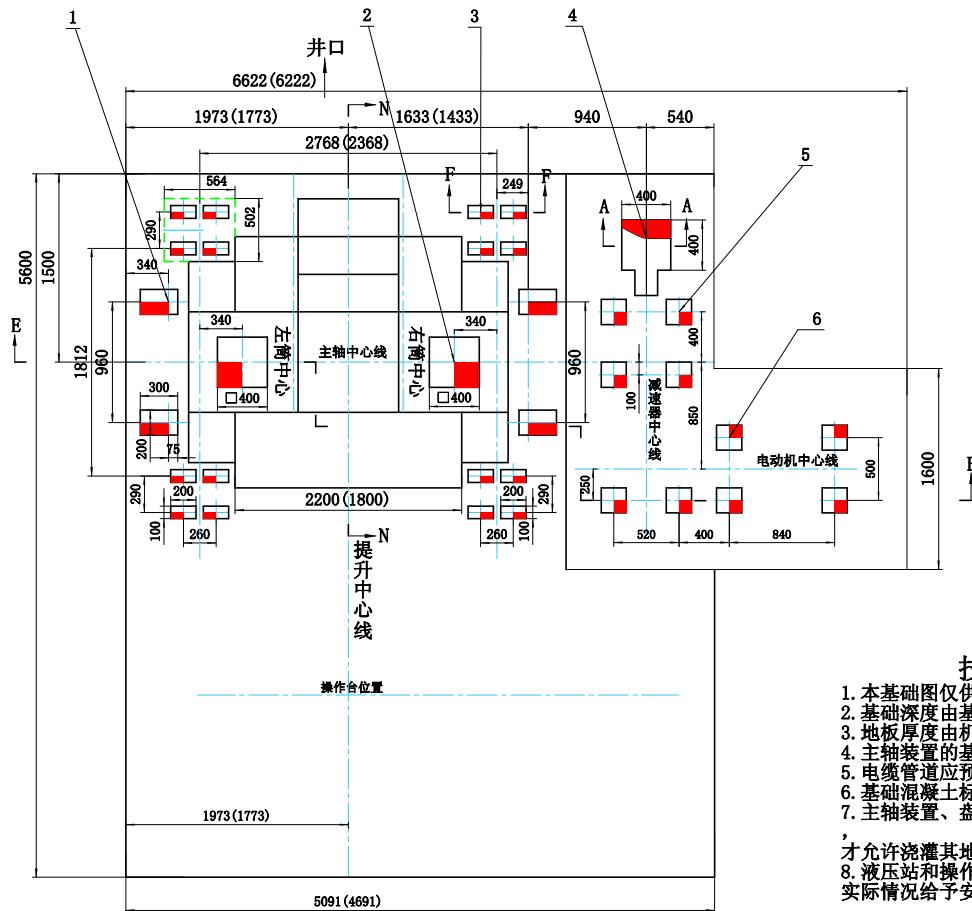 1
2
3
4
井口
6622(6222)
N
1973(1773)
1633(1433)
940
540
2768(2368)
5
564
F
249
F
400
502
A
A
290
400
340
5600
1500
6
E
340
340
左筒中心
主轴中心线
右筒中心
400
1812
960
960
300
□400
□400
100
减速器中心线
850
200
75
电动机中心线
500
1600
290
200
2200(1800)
200
290
250
100
260
N
260
100
520
400
840
提升中心线
操作台位置
1.本基础图仅供
2.基础深度由基
3.地板厚度由机
4.主轴装置的基
5.电缆管道应预
6.基础混凝土标
7.主轴装置、盘
,
才允许浇灌其地
8.液压站和操作
实际情况给予安
1973(1773)
5091(4691)